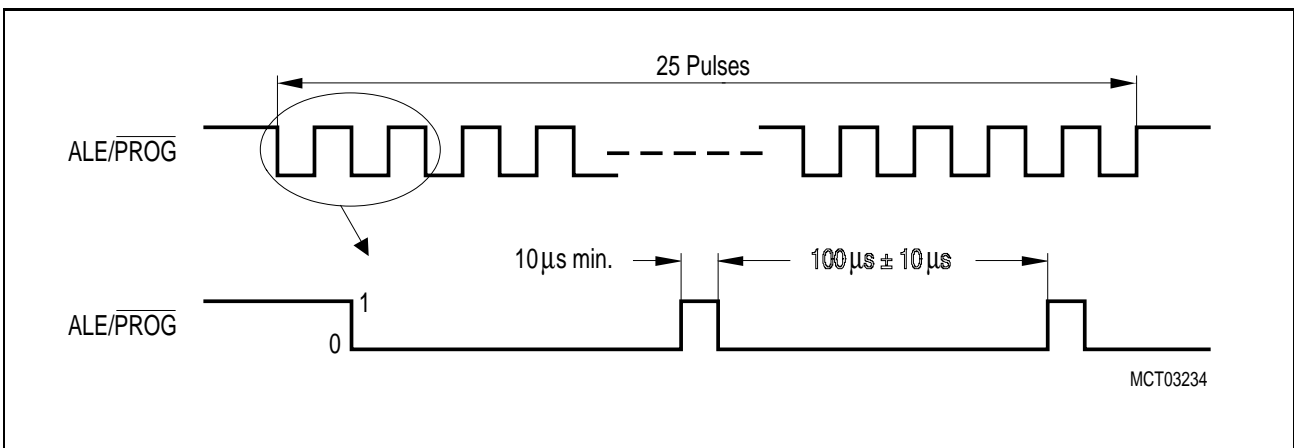 25 Pulses
ALE/PROG
10 µs min.
100 µs ± 10 µs
ALE/PROG
1
0
MCT03234